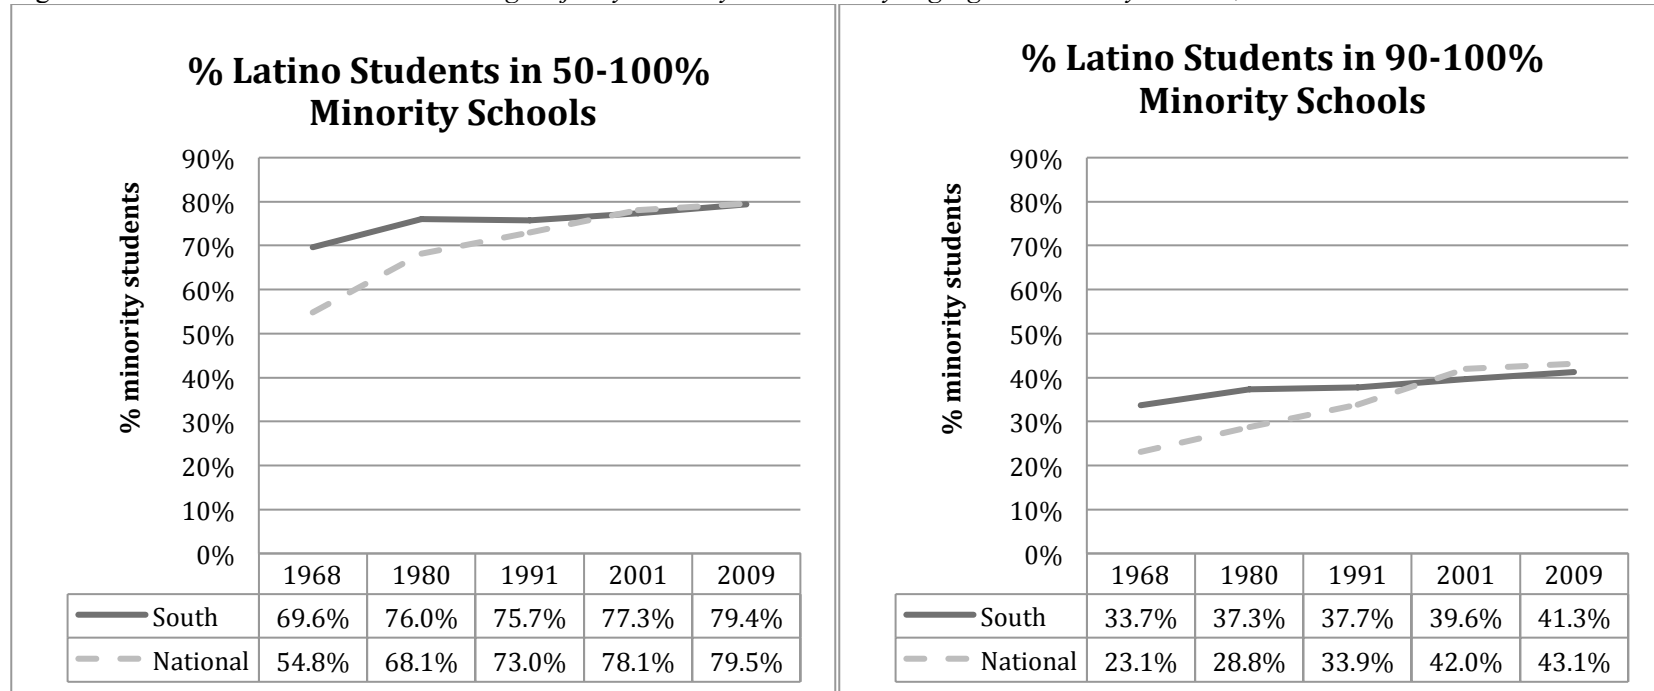 % Latino Students in 50-100%
Minority Schools
% minority students
90%
80%
70%
60%
50%
40%
30%
20%
10%
0%
1968 1980 1991 2001 2009
South 69.6% 76.0% 75.7% 77.3% 79.4%
National 54.8% 68.1% 73.0% 78.1% 79.5%
% Latino Students in 90-100%
Minority Schools
% minority students
90%
80%
70%
60%
50%
40%
30%
20%
10%
0%
1968 1980 1991 2001 2009
South 33.7% 37.3% 37.7% 39.6% 41.3%
National 23.1% 28.8% 33.9% 42.0% 43.1%